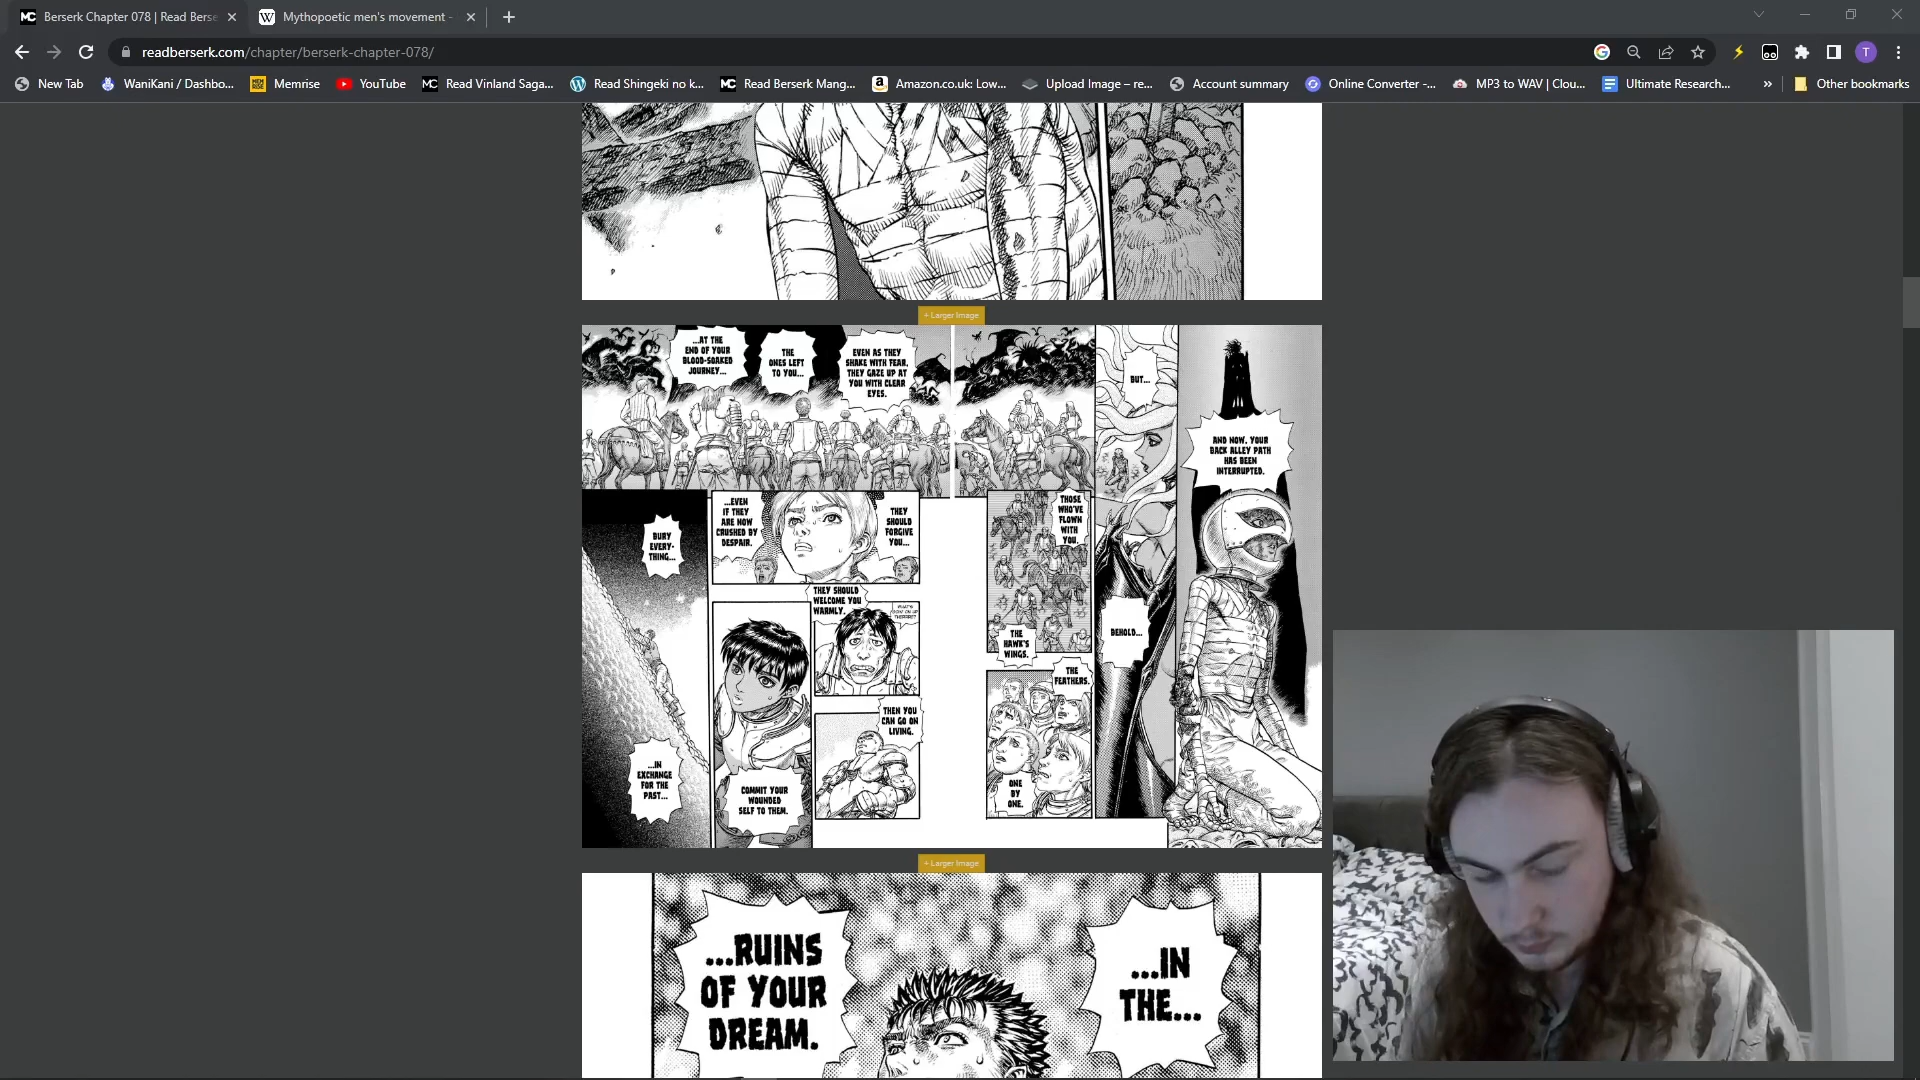 Berserk Chapter 078 | Read Berse
Mythopoetic men's movement -
readberserk.com/chapter/berserk-chapter-078/
T
New Tab
WaniKani / Dashbo...
Memrise
YouTube
Read Vinland Saga...
Read Shingeki no k...
Read Berserk Mang...
Amazon.co.uk: Low...
Upload Image – re...
Account summary
Online Converter -...
MP3 to WAV | Clou...
Ultimate Research...
Other bookmarks
+ Larger Image
AND NOW, YOUR
BACK ALLEY PATH
HAS BEEN
INTERRUPTED.
BUT...
BEHOLD...
EVEN AS THEY
SHAKE WITH FEAR,
THEY GAZE UP AT
YOU WITH CLEAR
EYES.
THE
ONES LEFT
TO YOU...
...AT THE
END OF YOUR
BLOOD-SOAKED
JOURNEY...
THOSE
WHO'VE
FLOWN
WITH
YOU.
THE
HAWK'S
WINGS.
THE
FEATHERS.
ONE
BY
ONE.
THEY
SHOULD
FORGIVE
YOU...
...EVEN
IF THEY
ARE NOW
CRUSHED BY
DESPAIR.
THEY SHOULD
WELCOME YOU
WARMLY.
THEN YOU
CAN GO ON
LIVING.
COMMIT YOUR
WOUNDED
SELF TO THEM.
BURY
EVERY-
THING...
...IN
EXCHANGE
FOR THE
PAST...
+ Larger Image
...IN
THE...
...RUINS
OF YOUR
DREAM.